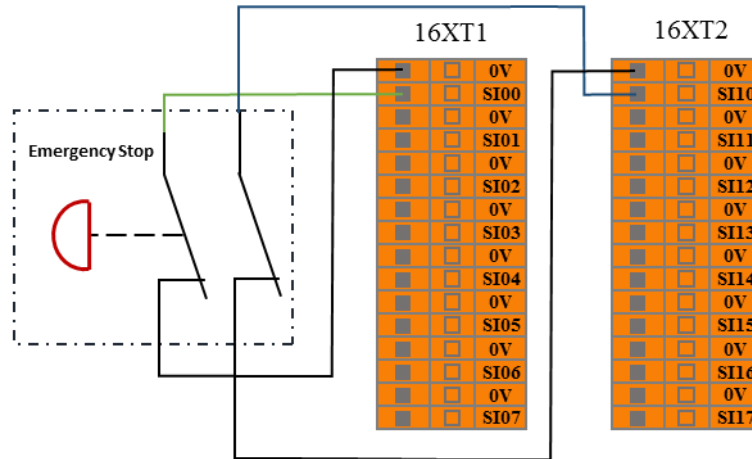 16XT1
16XT2
Emergency Stop
0V
SI00
0V
SI01
0V
SI02
0V
SI03
0V
SI04
0V
SI05
0V
SI06
0V
SI07
0V
SI10
0V
SI11
0V
SI12
0V
SI13
0V
SI14
0V
SI15
0V
SI16
0V
SI17